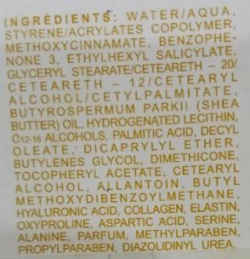 INGRÉDIENTS: WATER/AQUA,
STYRENE/ACRYLATES COPOLYMER,
METHOXYCINNAMATE, BENZOPHE-
NONE 3, ETHYLHEXYL SALICYLATE,
GLYCERYL STEARATE/CETEARETH - 20/
CETEARETH - 12/CETEARYL
ALCOHOL/CETYLPALMITATE,
BUTYROSPEMUM PARKII (SHEA
BUTTER) OIL, HYDROGENATED LECITHIN,
C12-16 ALCOHOLS, PALMITIC ACID, DECYL
OLEATE, DICAPRYLYL ETHER,
BUTYLENES GLYCOL, DIMETHICONE,
TOCOPHERYL ACETATE, CETEARYL
ALCOHOL, ALLANTOIN, BUTYL
METHOXYDIBENZOYLMETHANE,
HYALURONIC ACID, COLLAGEN, ELASTIN,
OXYPROLINE, ASPARTIC ACID, SERINE,
ALANINE, PARFUM, METHYLPARABEN,
PROPYLPARABEN, DIAZOLIDINYL UREA.